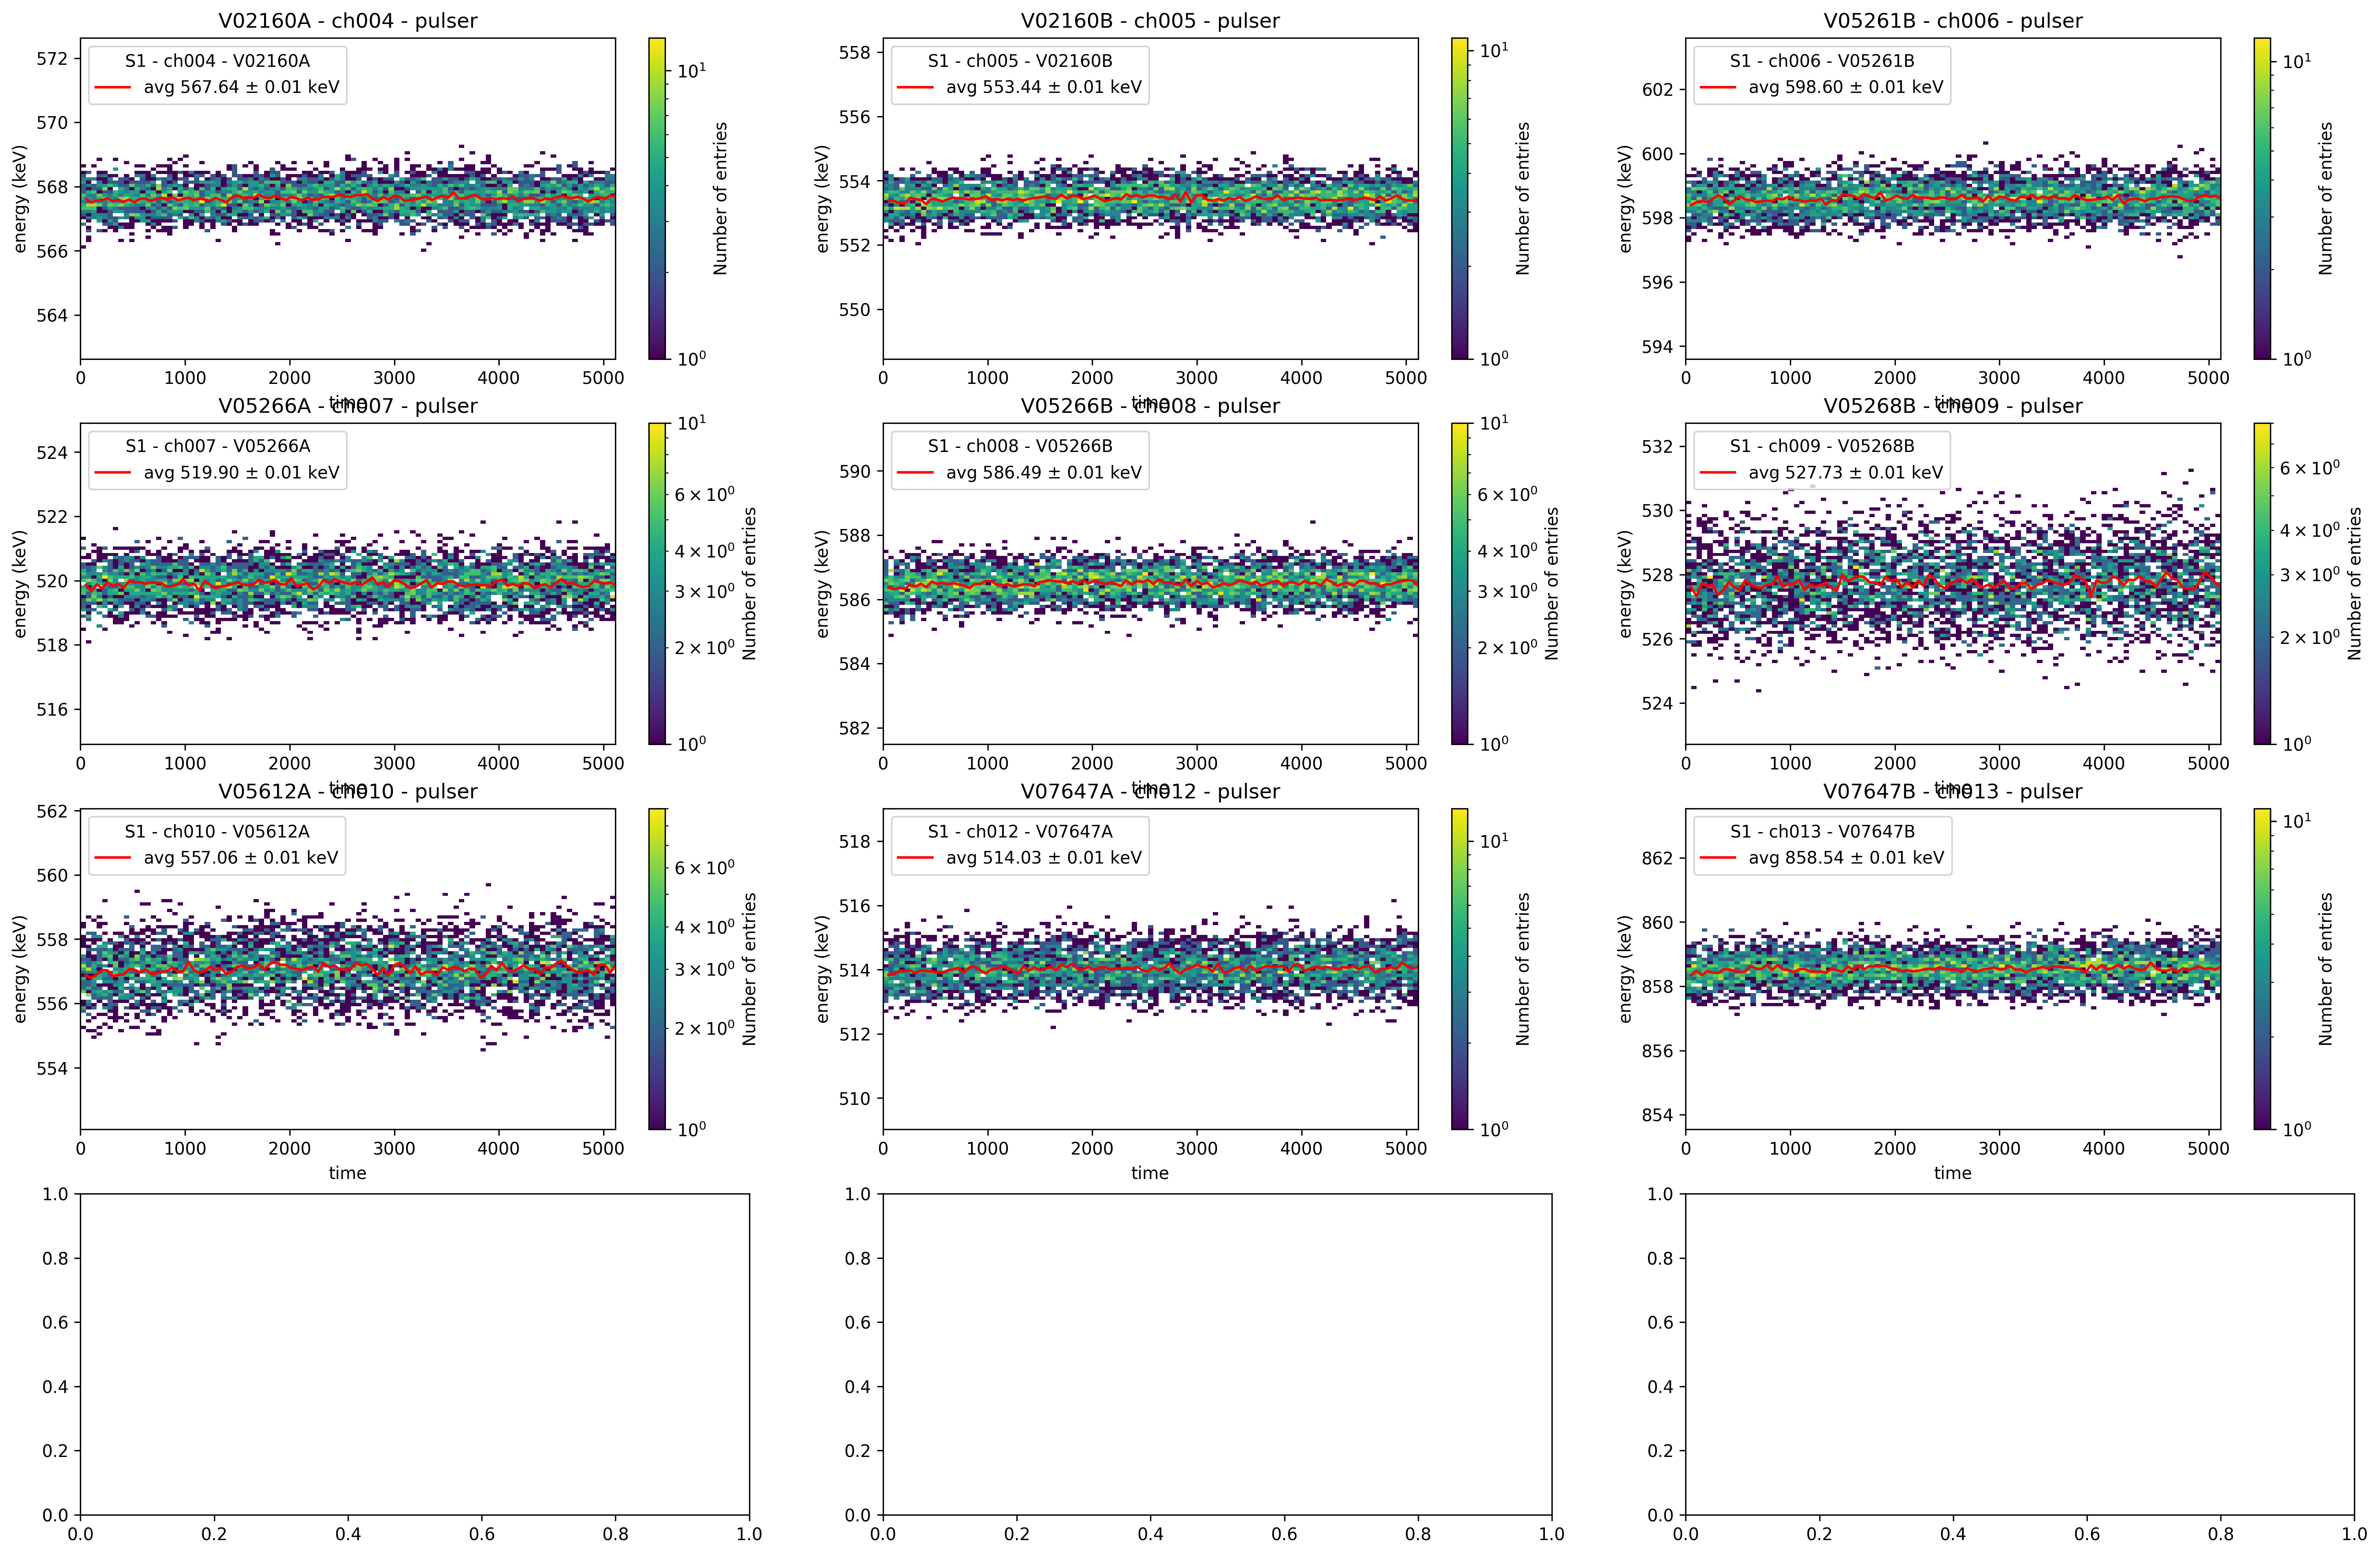 V02160A - ch004 - pulser
S1 - ch004 - V02160A
avg 567.64 ± 0.01 keV
energy (keV)
572
570
568
566
564
0 1000 2000 3000 4000 5000
time
10¹
10⁰
Number of entries
V02160B - ch005 - pulser
S1 - ch005 - V02160B
avg 553.44 ± 0.01 keV
energy (keV)
558
556
554
552
550
0 1000 2000 3000 4000 5000
time
10¹
10⁰
Number of entries
V05261B - ch006 - pulser
S1 - ch006 - V05261B
avg 598.60 ± 0.01 keV
energy (keV)
602
600
598
596
594
0 1000 2000 3000 4000 5000
time
10¹
10⁰
Number of entries
V05266A - ch007 - pulser
S1 - ch007 - V05266A
avg 519.90 ± 0.01 keV
energy (keV)
524
522
520
518
516
0 1000 2000 3000 4000 5000
time
10¹
6 × 10⁰
4 × 10⁰
3 × 10⁰
2 × 10⁰
10⁰
Number of entries
V05266B - ch008 - pulser
S1 - ch008 - V05266B
avg 586.49 ± 0.01 keV
energy (keV)
590
588
586
584
582
0 1000 2000 3000 4000 5000
time
10¹
6 × 10⁰
4 × 10⁰
3 × 10⁰
2 × 10⁰
10⁰
Number of entries
V05268B - ch009 - pulser
S1 - ch009 - V05268B
avg 527.73 ± 0.01 keV
energy (keV)
532
530
528
526
524
0 1000 2000 3000 4000 5000
time
6 × 10⁰
4 × 10⁰
3 × 10⁰
2 × 10⁰
10⁰
Number of entries
V05612A - ch010 - pulser
S1 - ch010 - V05612A
avg 557.06 ± 0.01 keV
energy (keV)
562
560
558
556
554
0 1000 2000 3000 4000 5000
time
6 × 10⁰
4 × 10⁰
3 × 10⁰
2 × 10⁰
10⁰
Number of entries
V07647A - ch012 - pulser
S1 - ch012 - V07647A
avg 514.03 ± 0.01 keV
energy (keV)
518
516
514
512
510
0 1000 2000 3000 4000 5000
time
10¹
10⁰
Number of entries
V07647B - ch013 - pulser
S1 - ch013 - V07647B
avg 858.54 ± 0.01 keV
energy (keV)
862
860
858
856
854
0 1000 2000 3000 4000 5000
time
10¹
10⁰
Number of entries
1.0
0.8
0.6
0.4
0.2
0.0
0.0 0.2 0.4 0.6 0.8 1.0
1.0
0.8
0.6
0.4
0.2
0.0
0.0 0.2 0.4 0.6 0.8 1.0
1.0
0.8
0.6
0.4
0.2
0.0
0.0 0.2 0.4 0.6 0.8 1.0